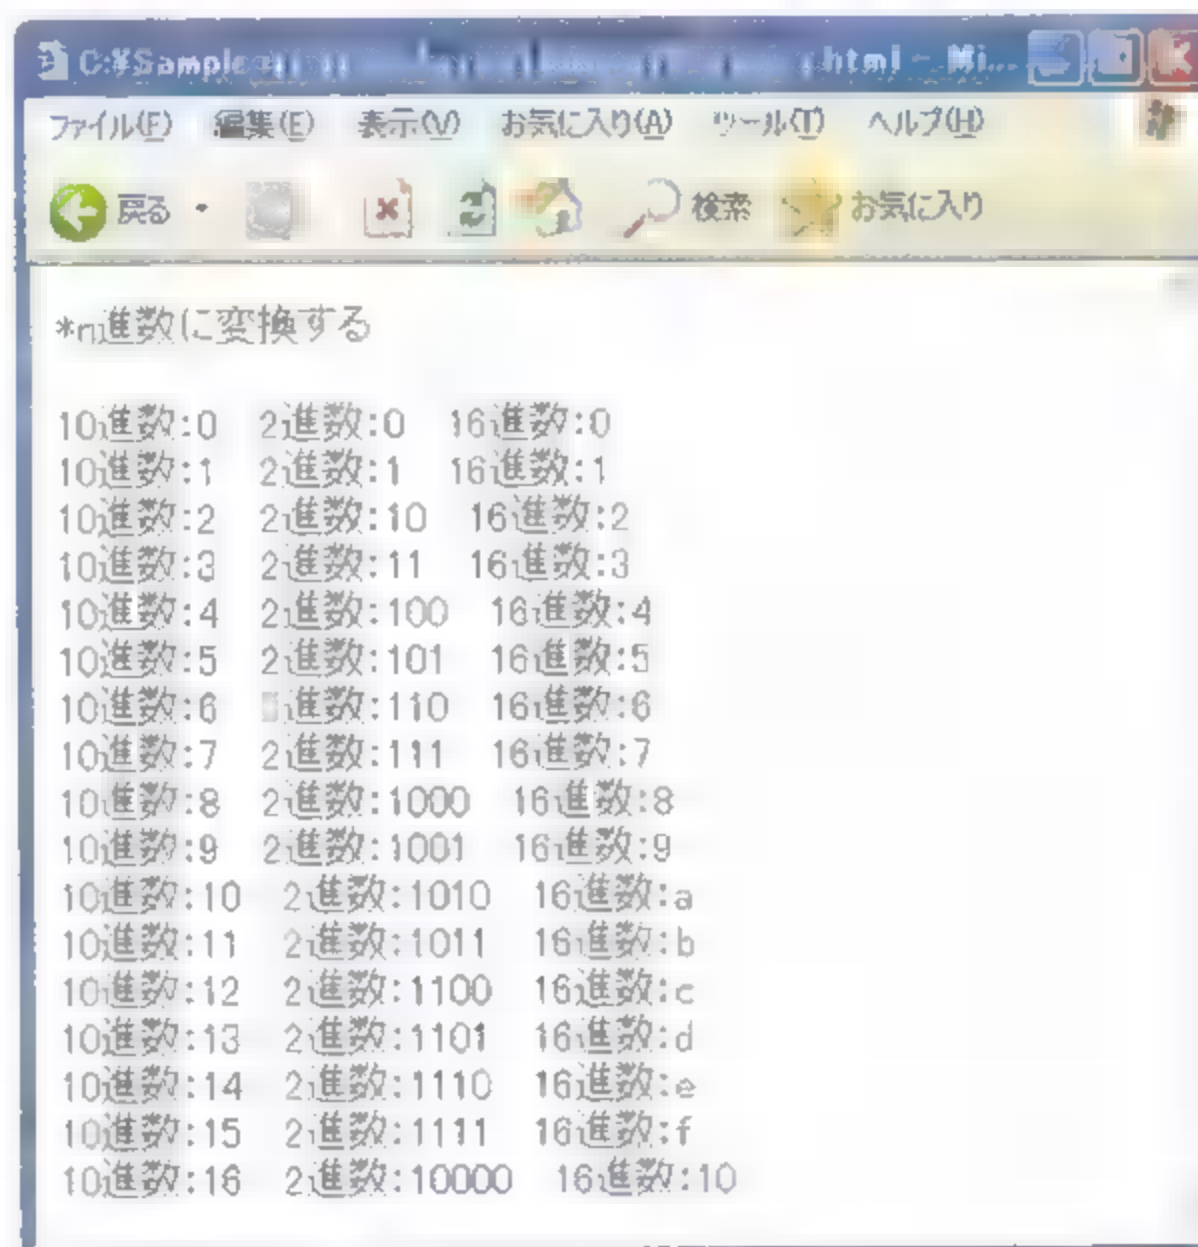 C:¥Sample html - Mi...
ファイル(F) 編集(E) 表示(V) お気に入り(A) ツール(T) ヘルプ(H)
戻る 検索 お気に入り
*n進数に変換する
10進数:0 2進数:0 16進数:0
10進数:1 2進数:1 16進数:1
10進数:2 2進数:10 16進数:2
10進数:3 2進数:11 16進数:3
10進数:4 2進数:100 16進数:4
10進数:5 2進数:101 16進数:5
10進数:6 進数:110 16進数:6
10進数:7 2進数:111 16進数:7
10進数:8 2進数:1000 16進数:8
10進数:9 2進数:1001 16進数:9
10進数:10 2進数:1010 16進数:a
10進数:11 2進数:1011 16進数:b
10進数:12 2進数:1100 16進数:c
10進数:13 2進数:1101 16進数:d
10進数:14 2進数:1110 16進数:e
10進数:15 2進数:1111 16進数:f
10進数:16 2進数:10000 16進数:10